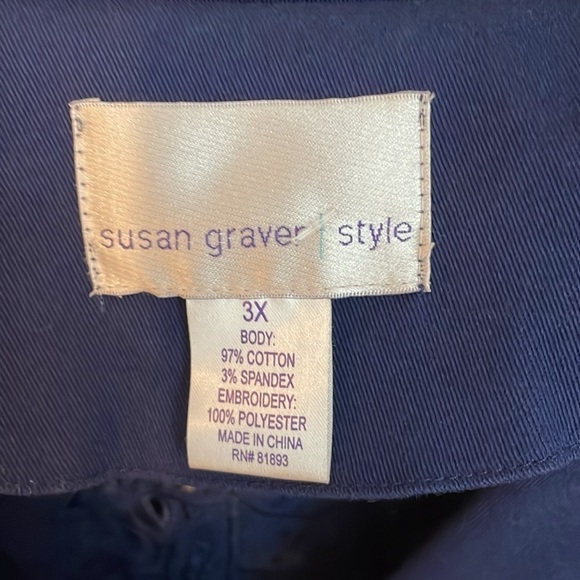 susan graver | style
3X
BODY:
97% COTTON
3% SPANDEX
EMBROIDERY:
100% POLYESTER
MADE IN CHINA
RN# 81893